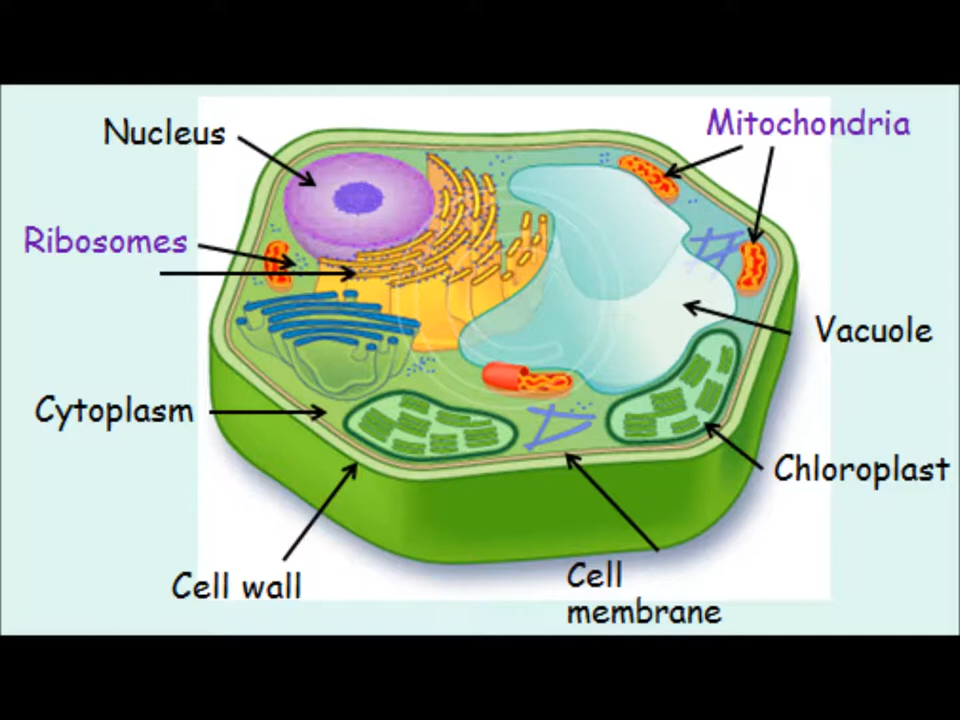 Nucleus
Mitochondria
Ribosomes
Vacuole
Cytoplasm
Chloroplast
Cell wall
Cell
membrane